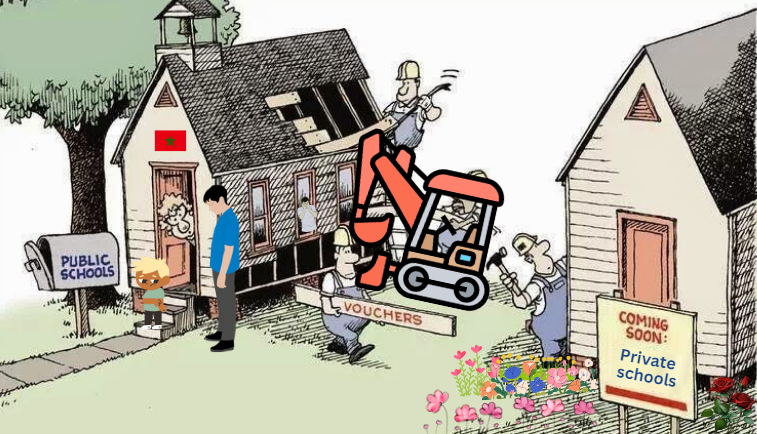 PUBLIC
SCHOOLS
VOUCHERS
COMING
SOON:
Private
schools